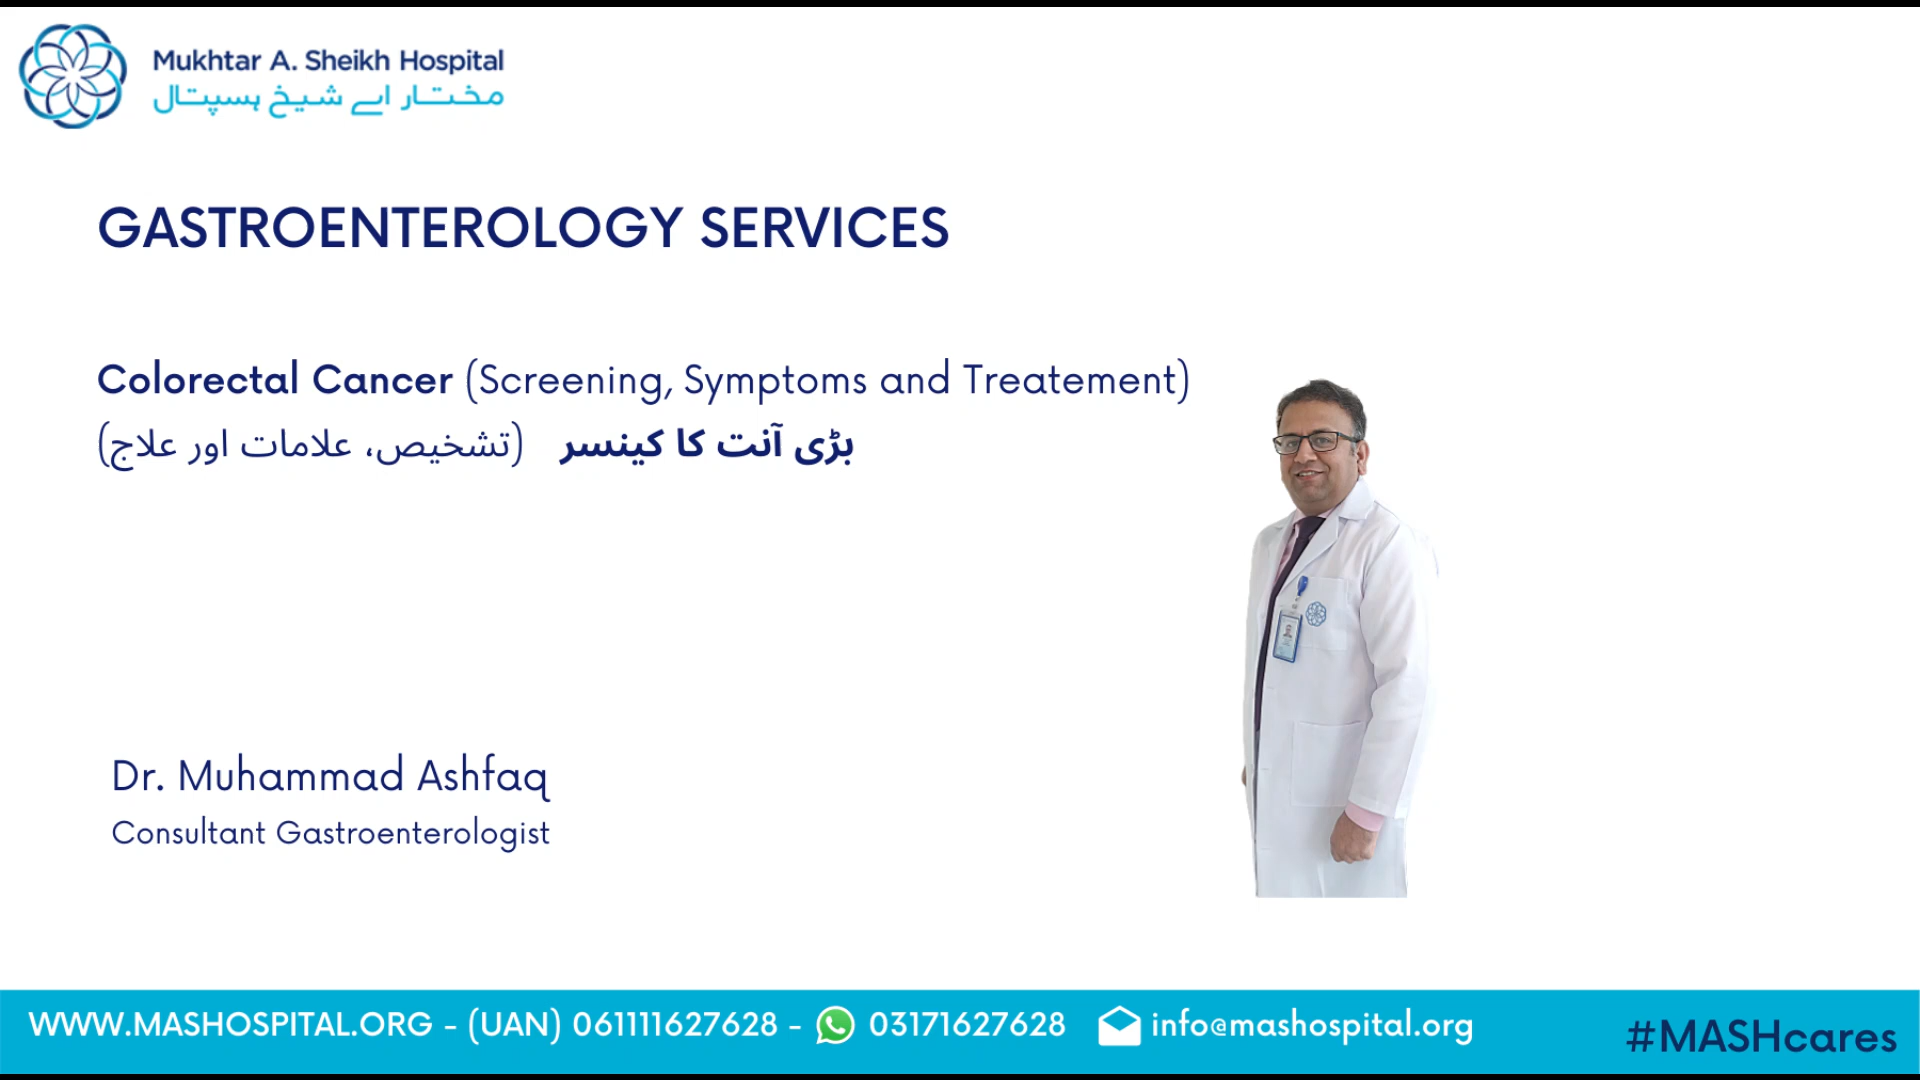 Mukhtar A. Sheikh Hospital
مختار اے شیخ ہسپتال
GASTROENTEROLOGY SERVICES
Colorectal Cancer (Screening, Symptoms and Treatement)
بڑی آنت کا کینسر (تشخیص، علامات اور علاج)
Dr. Muhammad Ashfaq
Consultant Gastroenterologist
WWW.MASHOSPITAL.ORG - (UAN) 061111627628 - 03171627628 info@mashospital.org
#MASHcares